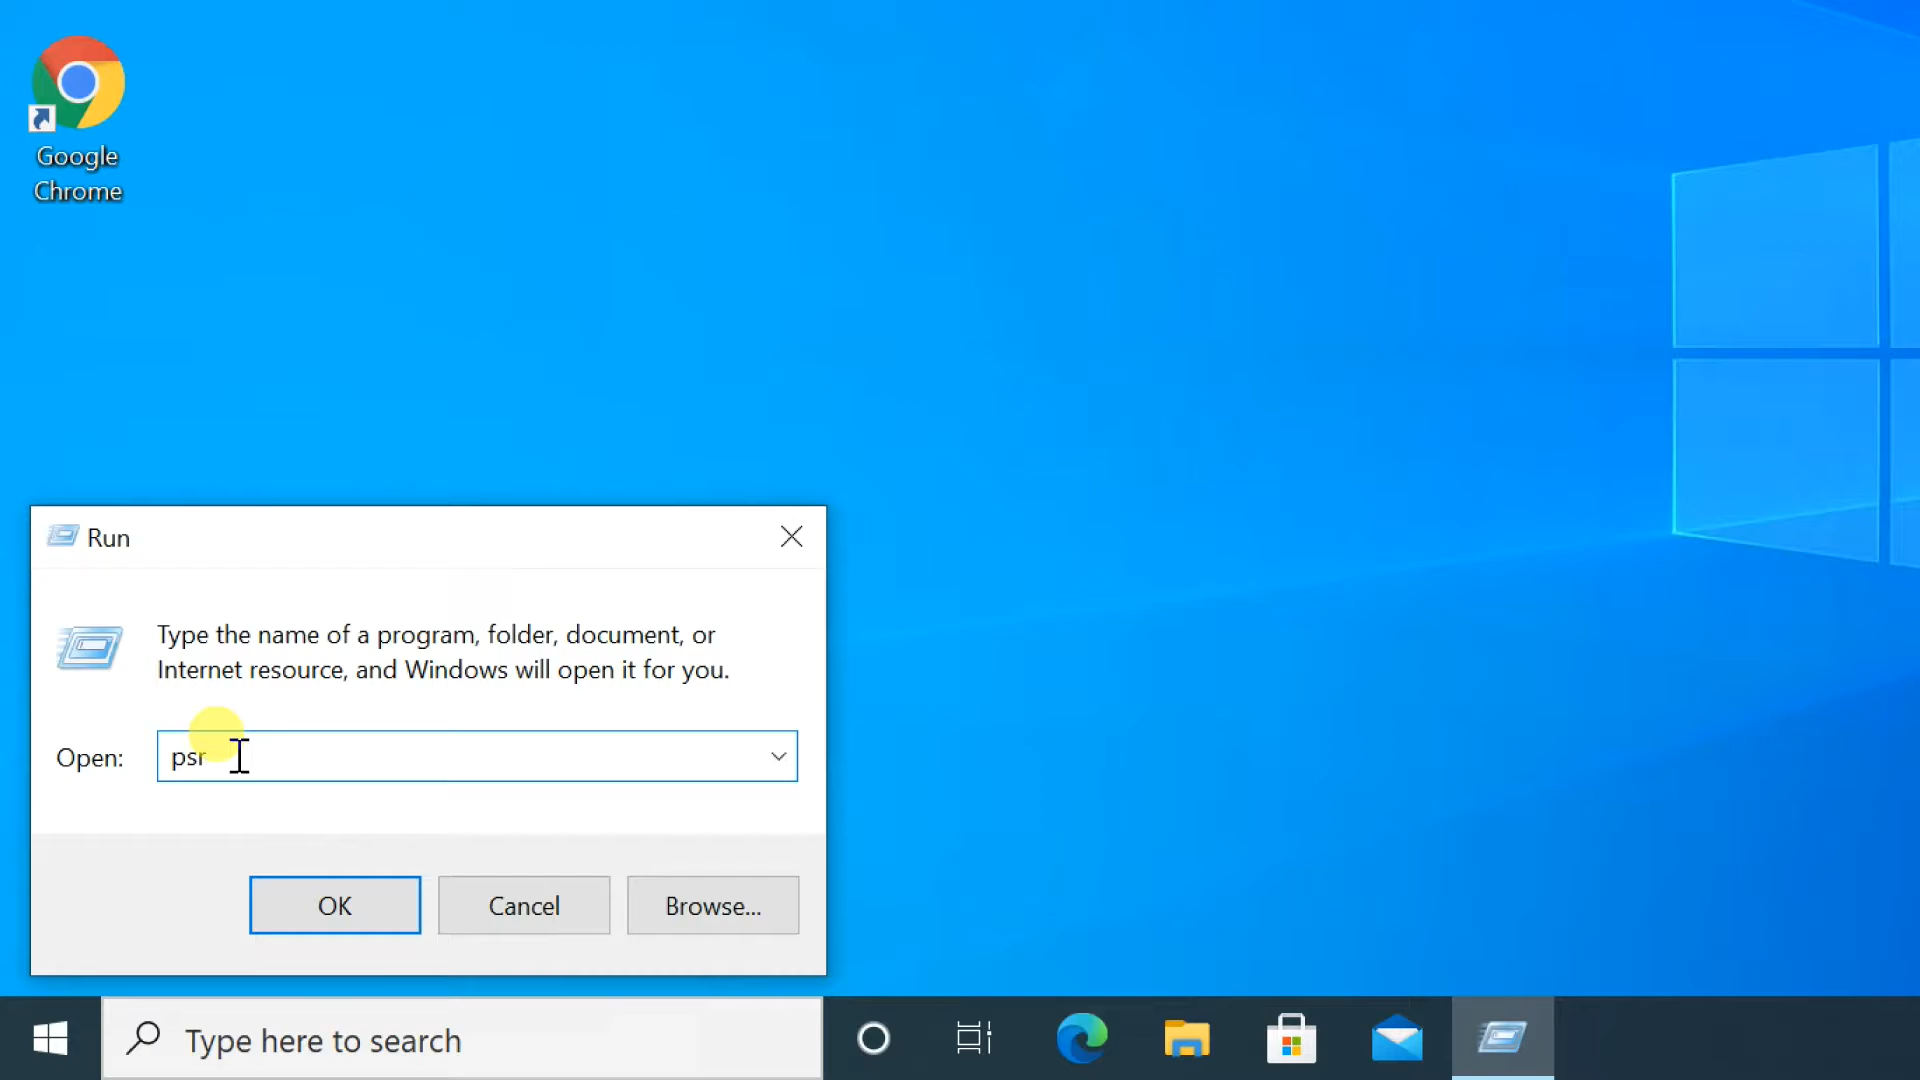 Google
Chrome
Run
Type the name of a program, folder, document, or
Internet resource, and Windows will open it for you.
Open: psr
OK Cancel Browse...
Type here to search